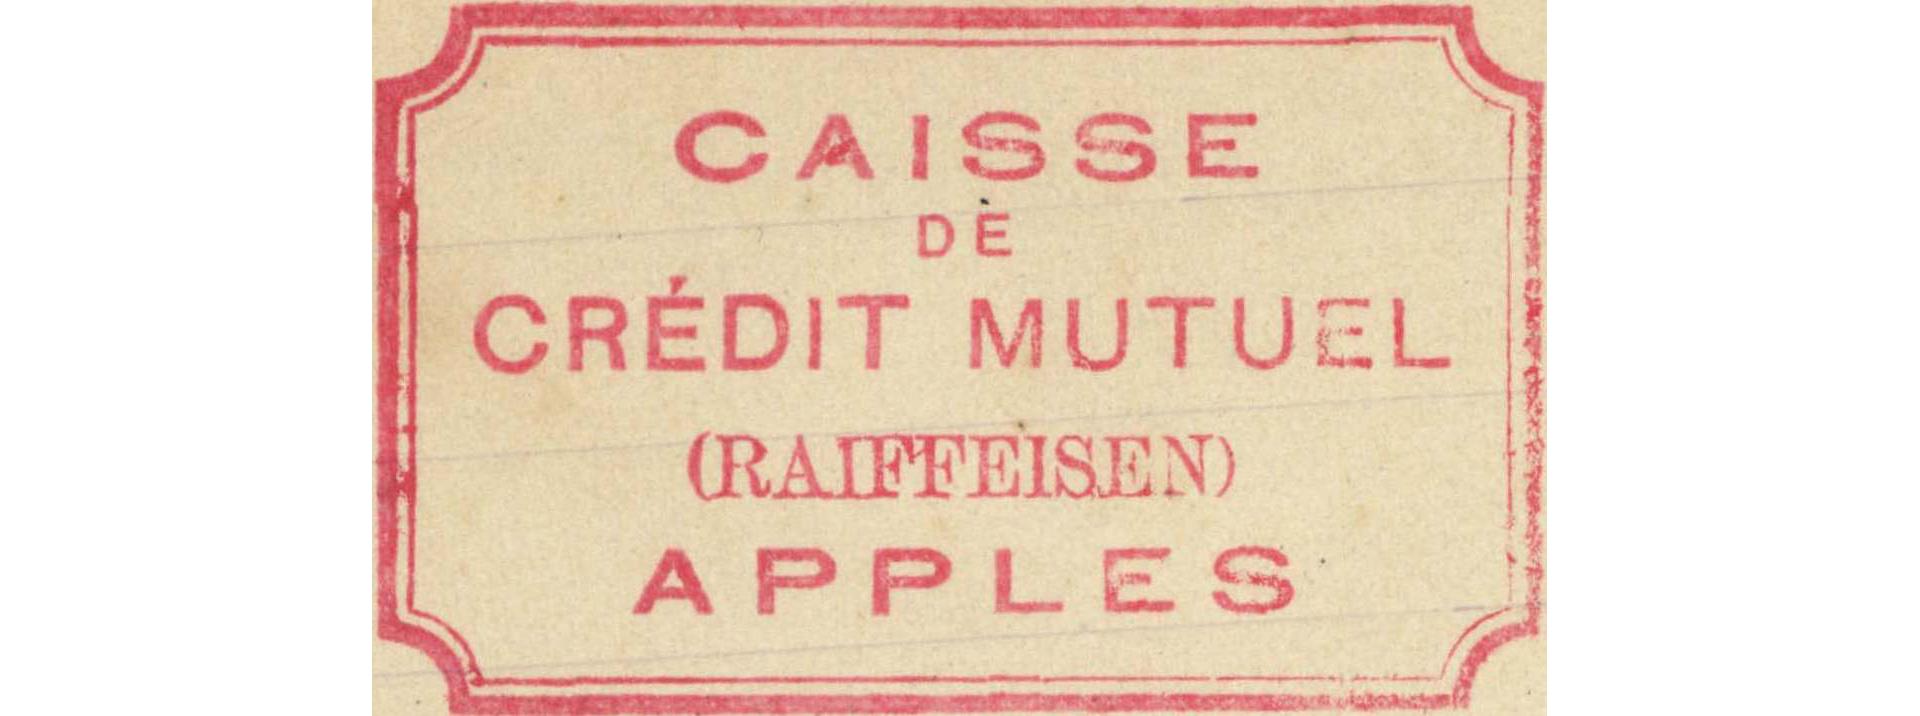 CAISSE
DE
CRÉDIT MUTUEL
(RAIFFEISEN)
APPLES